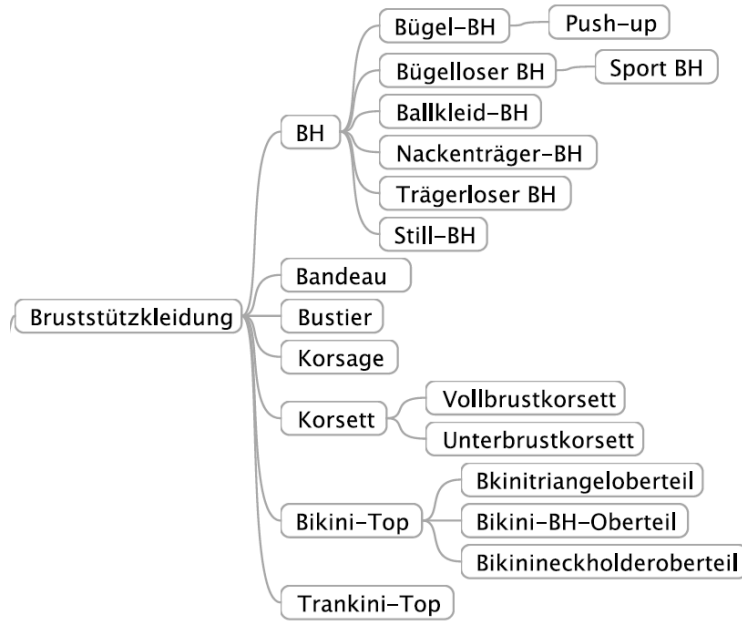 Bügel-BH
Push-up
Bügelloser BH
Sport BH
BH
Ballkleid-BH
Nackenträger-BH
Trägerloser BH
Still-BH
Bruststützkleidung
Bandeau
Bustier
Korsage
Korsett
Vollbrustkorsett
Unterbrustkorsett
Bikini-Top
Bkinitriangeloberteil
Bikini-BH-Oberteil
Bikinineckholderoberteil
Trankini-Top